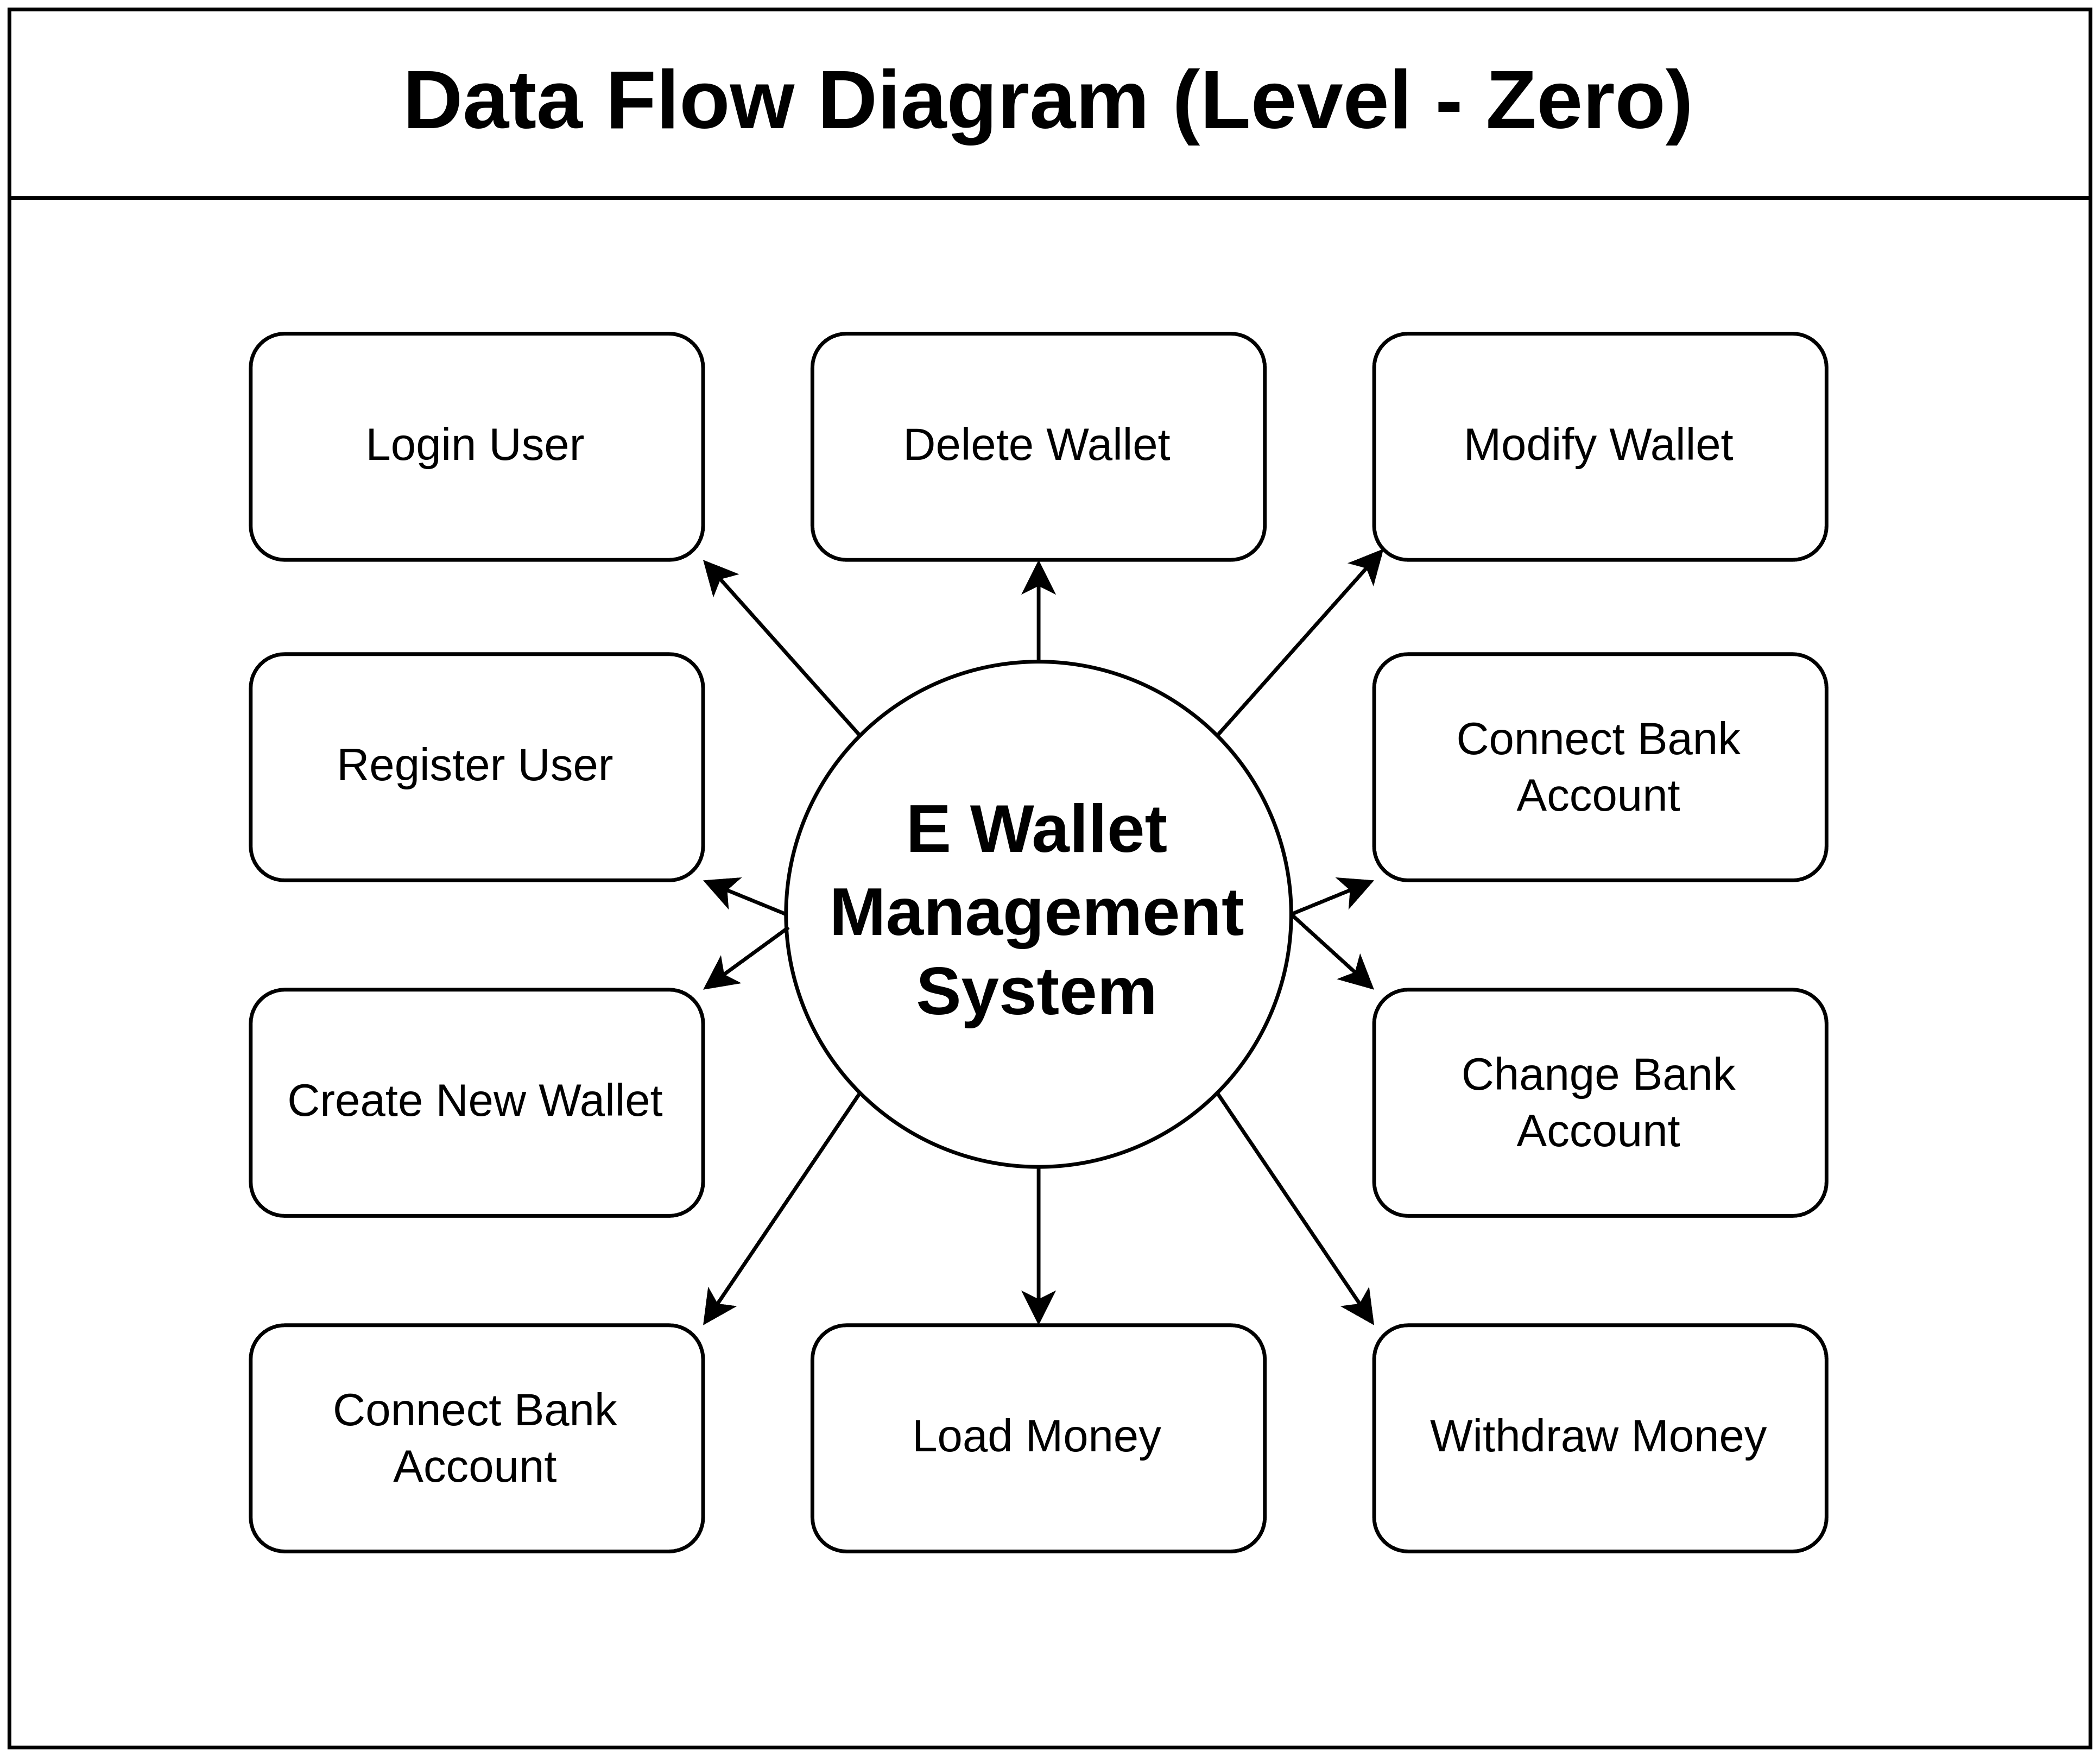 Data Flow Diagram (Level - Zero)
Login User
Delete Wallet
Modify Wallet
Register User
Connect Bank
Account
E Wallet
Management
System
Create New Wallet
Change Bank
Account
Connect Bank
Account
Load Money
Withdraw Money